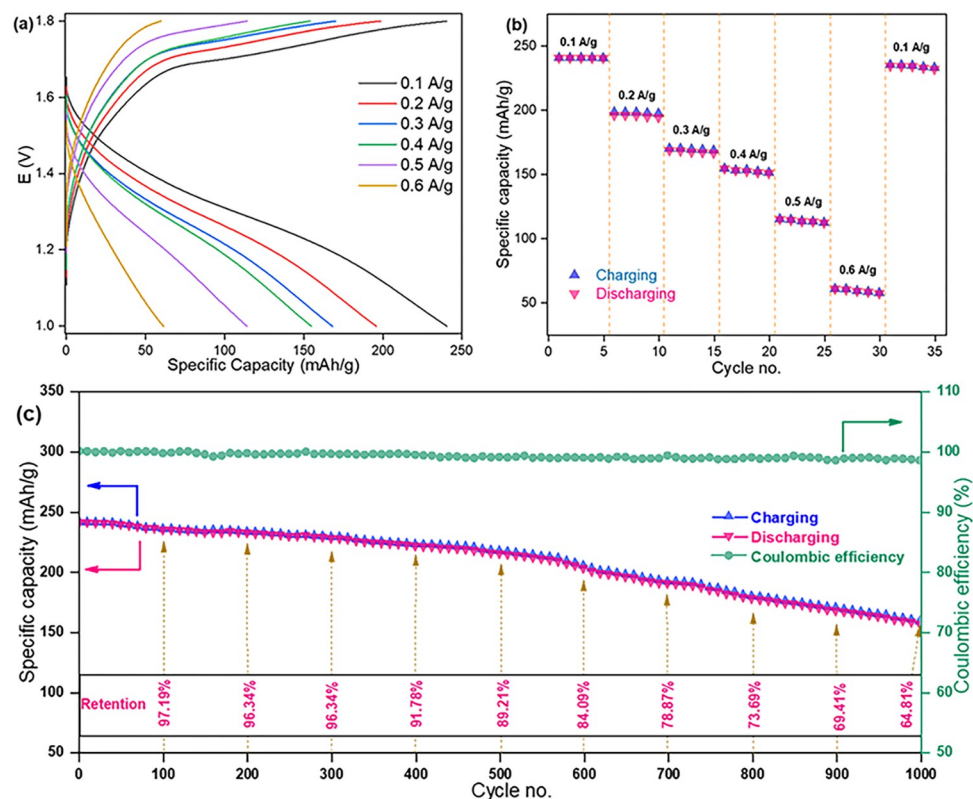 (a)
1.8
1.6
1.4
1.2
1.0
E (V)
0.1 A/g
0.2 A/g
0.3 A/g
0.4 A/g
0.5 A/g
0.6 A/g
0 50 100 150 200 250
Specific Capacity (mAh/g)
(b)
250
200
150
100
50
Specific capacity (mAh/g)
0.1 A/g
0.2 A/g
0.3 A/g
0.4 A/g
0.5 A/g
0.6 A/g
0.1 A/g
Charging
Discharging
0 5 10 15 20 25 30 35
Cycle no.
(c)
350
300
250
200
150
100
50
Specific capacity (mAh/g)
110
100
90
80
70
60
50
Coulombic efficiency (%)
Charging
Discharging
Coulombic efficiency
Retention
97.19%
96.34%
96.34%
91.78%
89.21%
84.09%
78.87%
73.69%
69.41%
64.81%
0 100 200 300 400 500 600 700 800 900 1000
Cycle no.